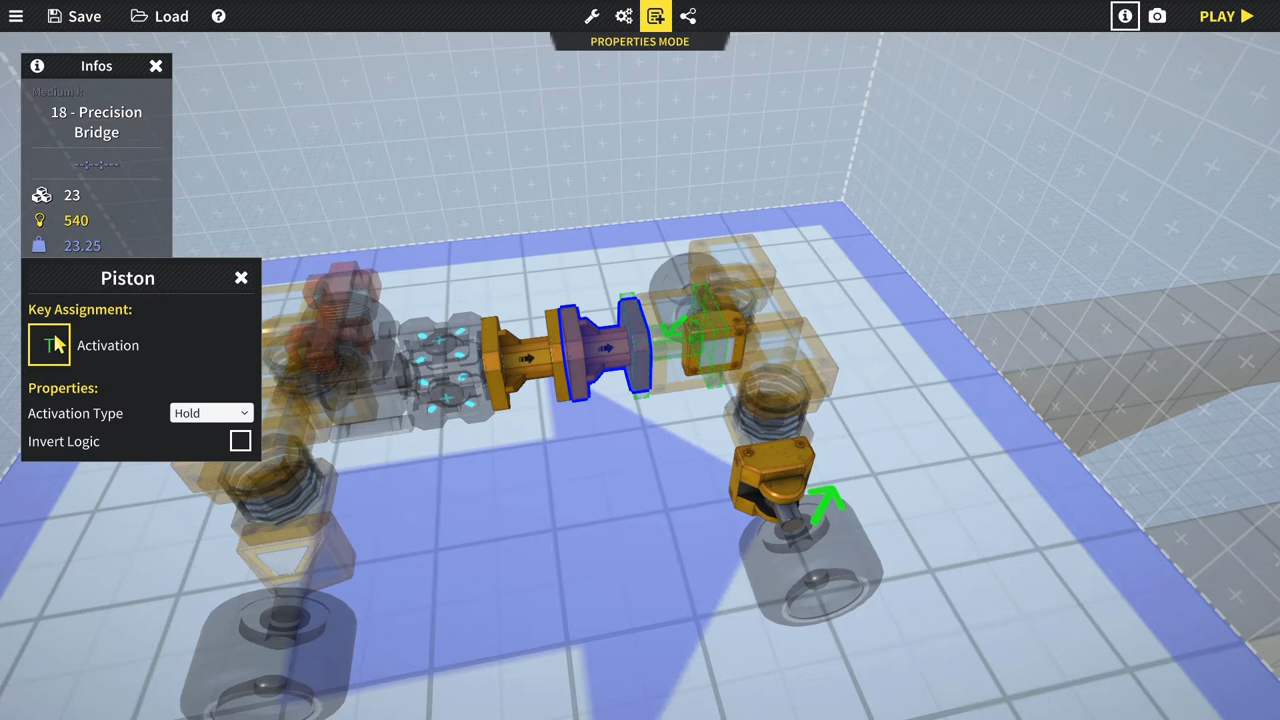 Save
Load
PLAY
PROPERTIES MODE
Infos
Medium I:
18 - Precision
Bridge
--:--:---
23
540
23.25
Piston
Key Assignment:
T
Activation
Properties:
Activation Type
Hold
Invert Logic